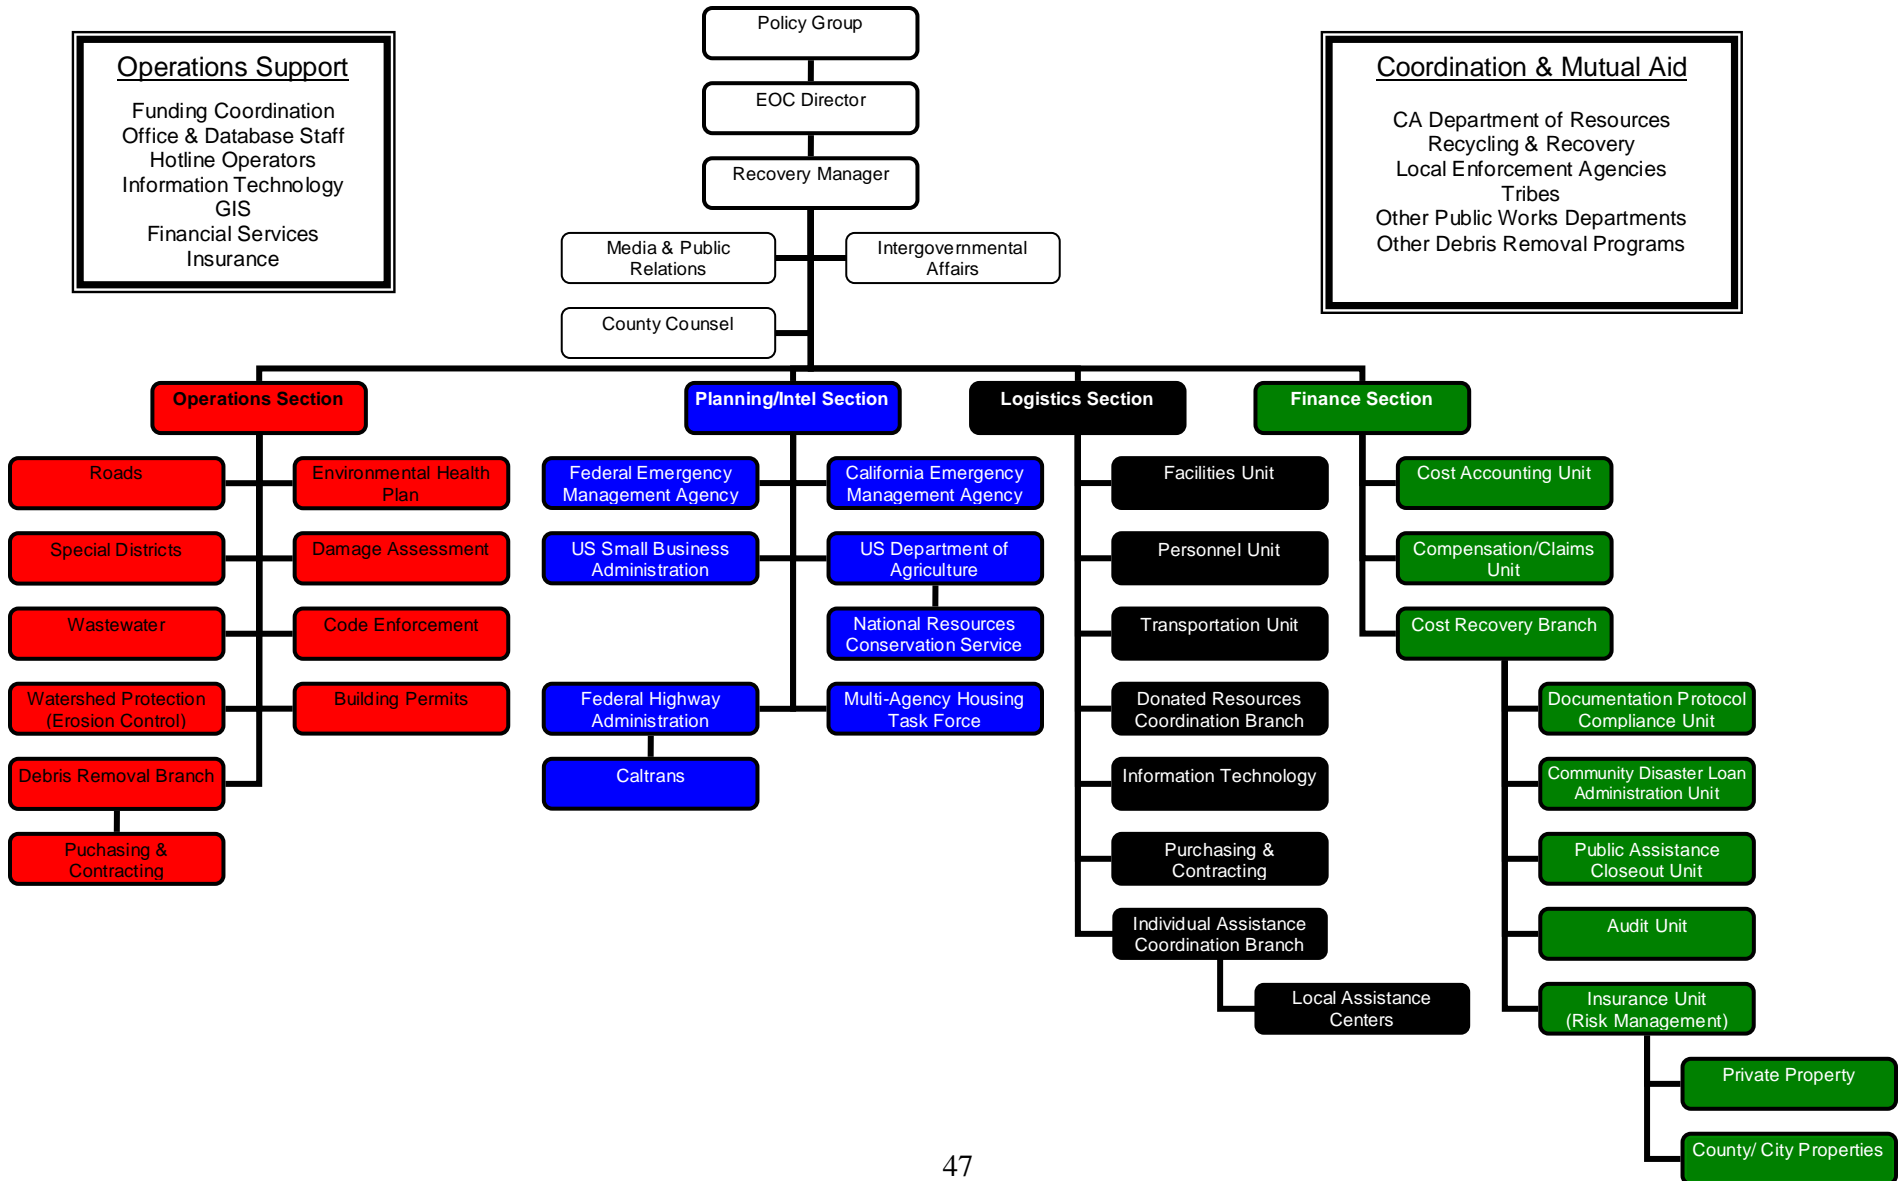 Policy Group
EOC Director
Recovery Manager
Media & Public
Relations
Intergovernmental
Affairs
County Counsel
Operations Support
Funding Coordination
Office & Database Staff
Hotline Operators
Information Technology
GIS
Financial Services
Insurance
Coordination & Mutual Aid
CA Department of Resources
Recycling & Recovery
Local Enforcement Agencies
Tribes
Other Public Works Departments
Other Debris Removal Programs
Operations Section
Roads
Environmental Health
Plan
Special Districts
Damage Assessment
Wastewater
Code Enforcement
Watershed Protection
(Erosion Control)
Building Permits
Debris Removal Branch
Puchasing &
Contracting
Planning/Intel Section
Federal Emergency
Management Agency
California Emergency
Management Agency
US Small Business
Administration
US Department of
Agriculture
National Resources
Conservation Service
Federal Highway
Administration
Multi-Agency Housing
Task Force
Caltrans
Logistics Section
Facilities Unit
Personnel Unit
Transportation Unit
Donated Resources
Coordination Branch
Information Technology
Purchasing &
Contracting
Individual Assistance
Coordination Branch
Local Assistance
Centers
Finance Section
Cost Accounting Unit
Compensation/Claims
Unit
Cost Recovery Branch
Documentation Protocol
Compliance Unit
Community Disaster Loan
Administration Unit
Public Assistance
Closeout Unit
Audit Unit
Insurance Unit
(Risk Management)
Private Property
County/ City Properties
47